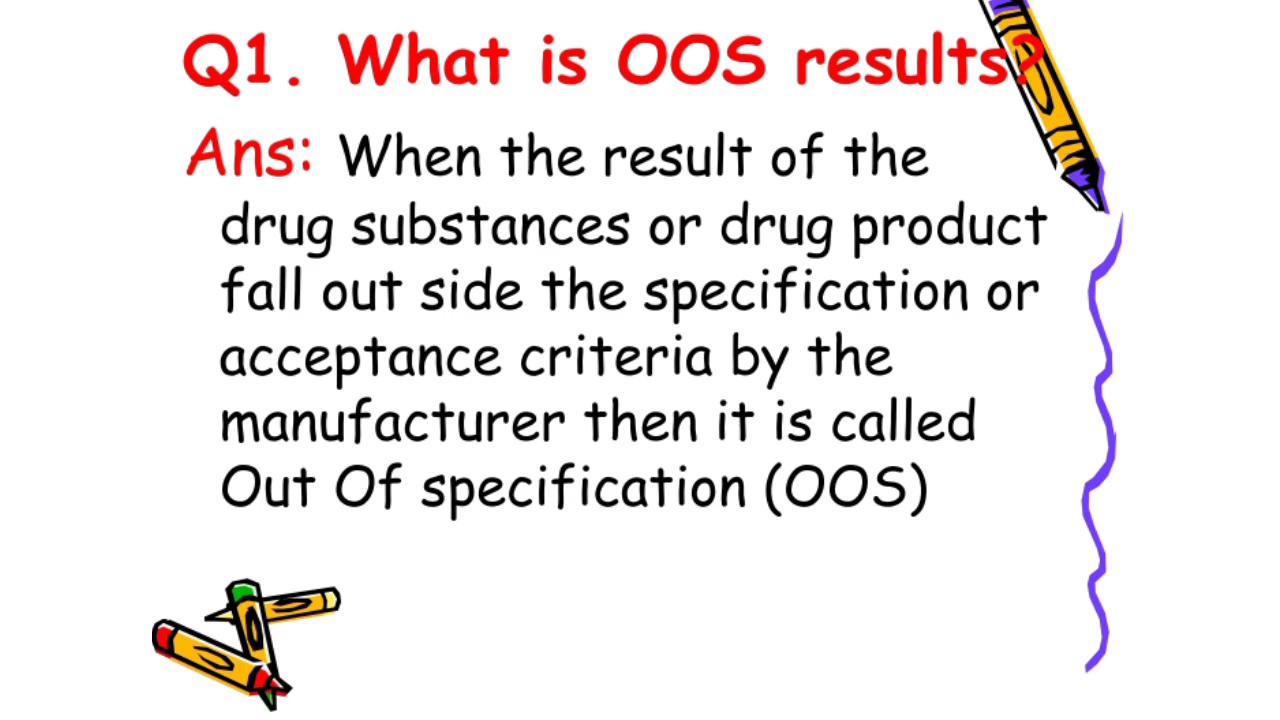 Q1. What is OOS results?
Ans: When the result of the
drug substances or drug product
fall out side the specification or
acceptance criteria by the
manufacturer then it is called
Out Of specification (OOS)